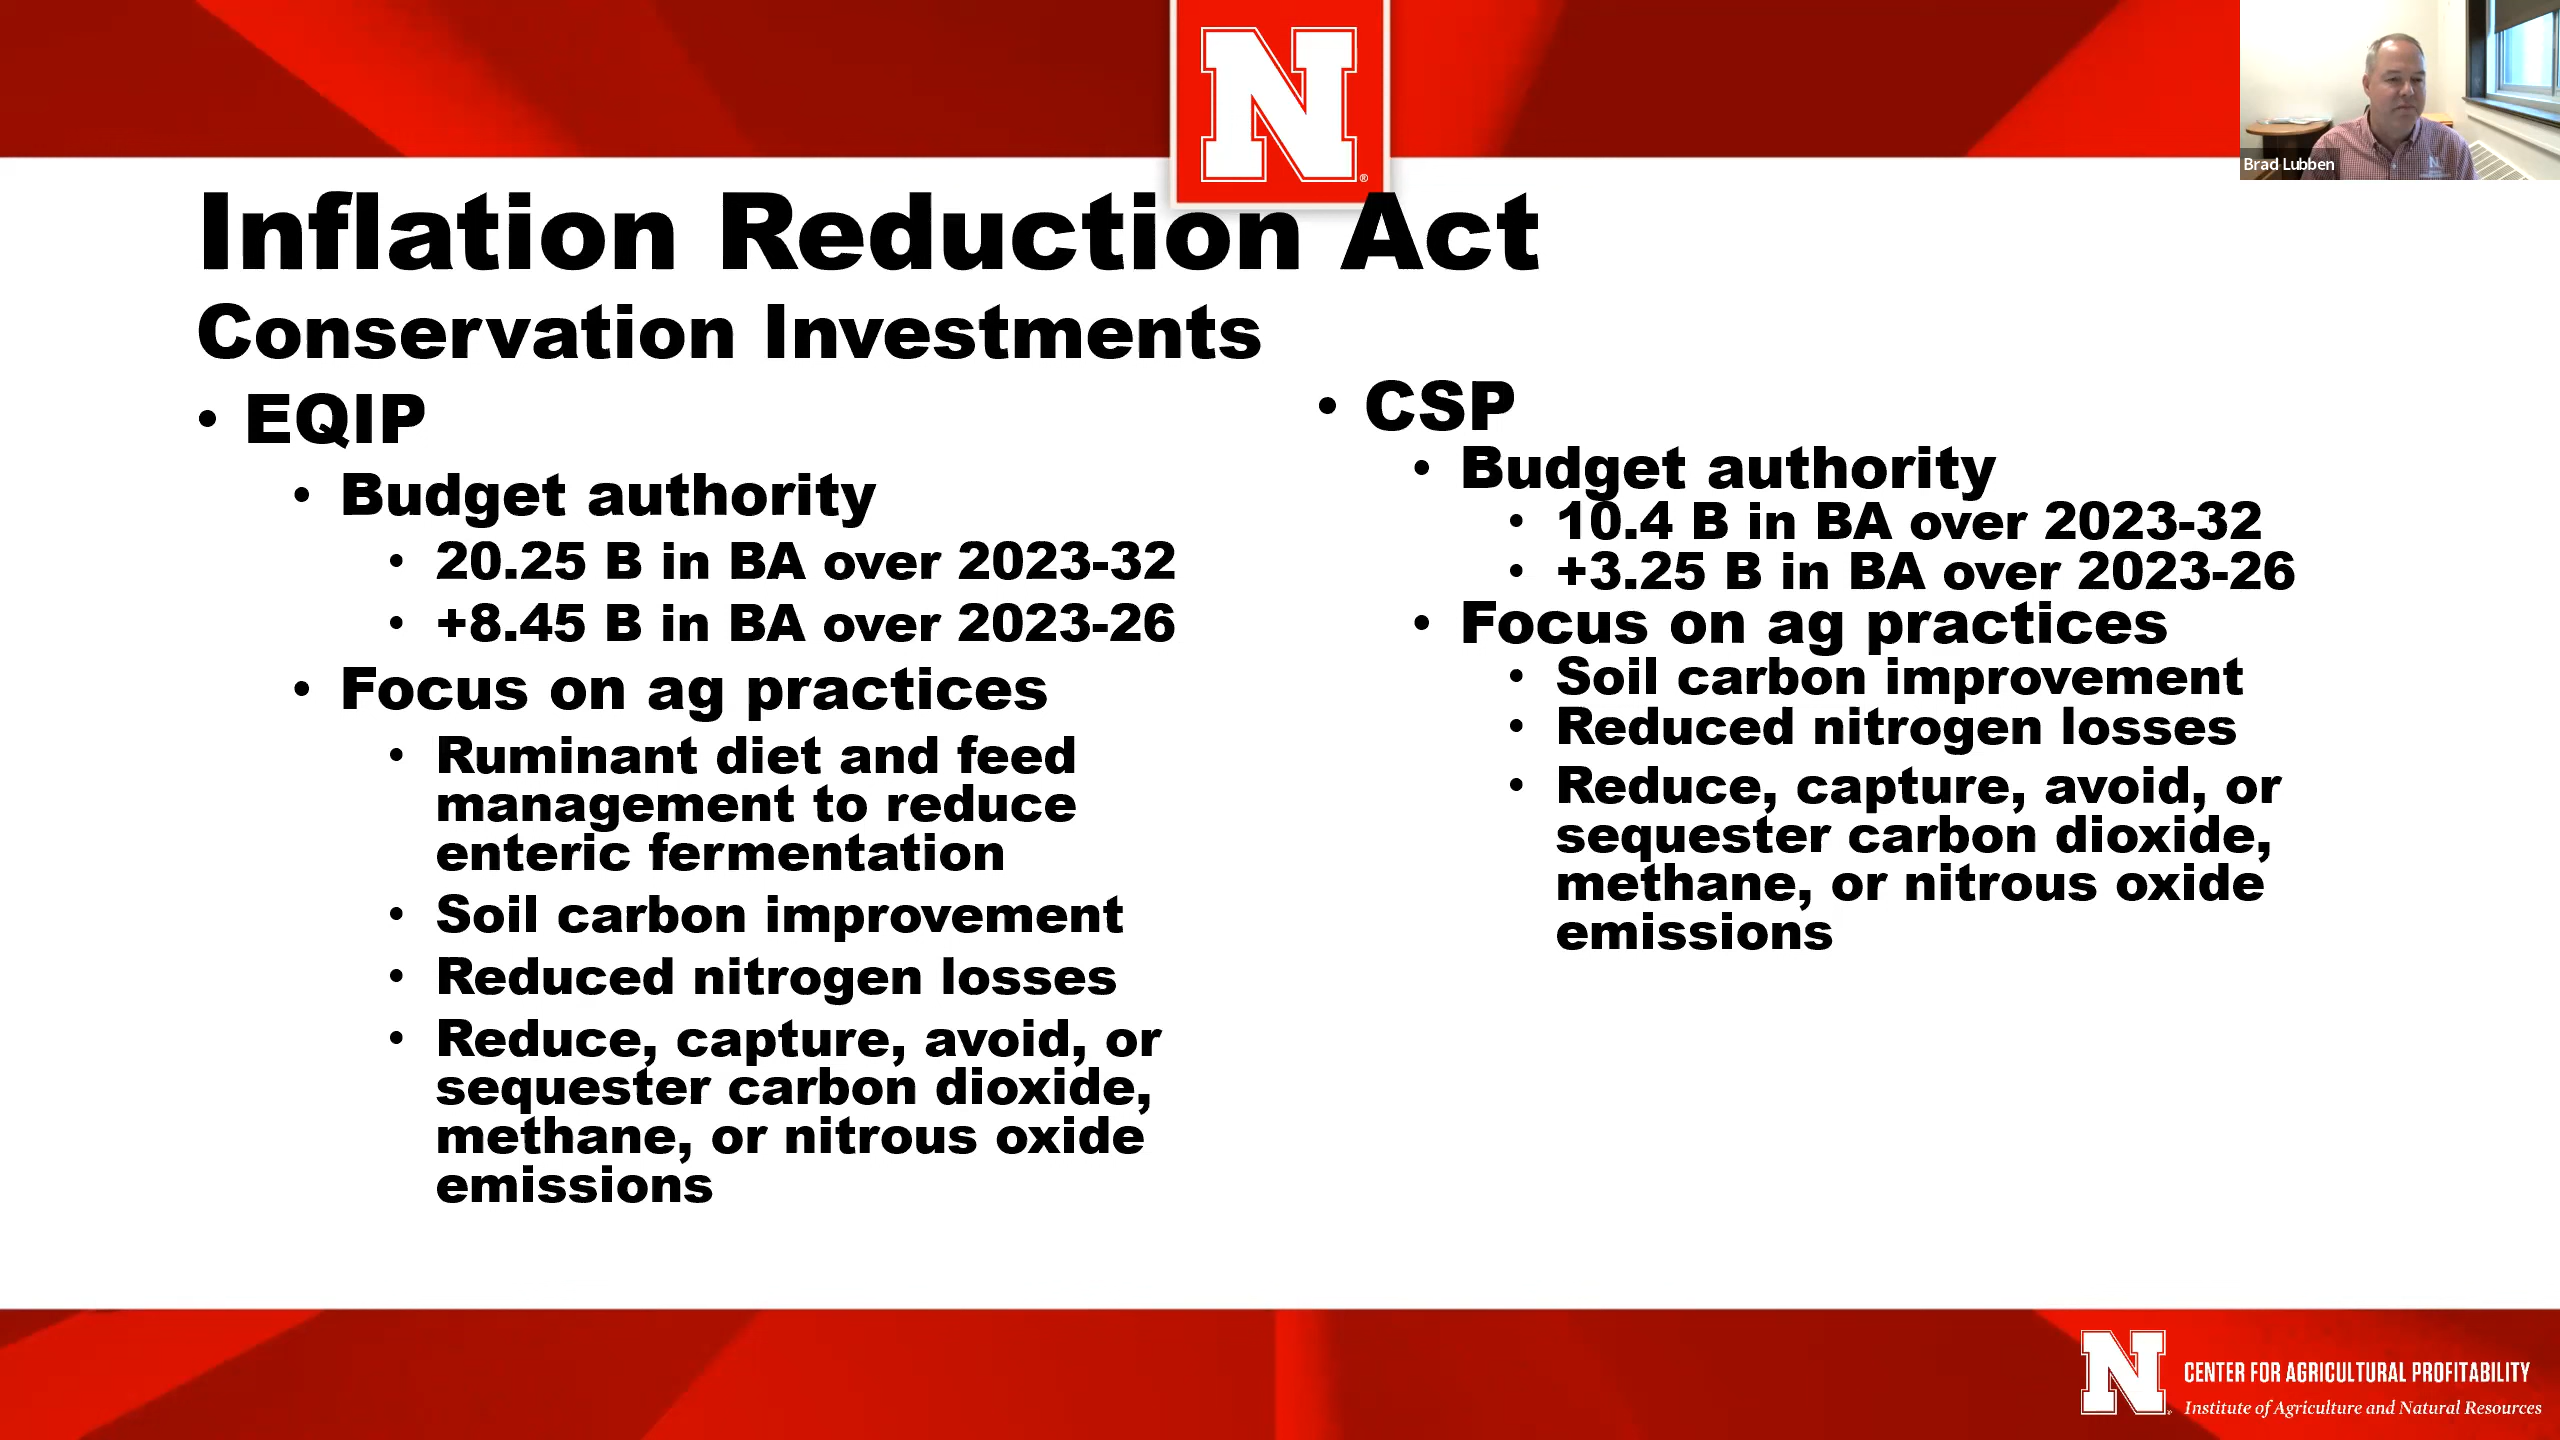 N
Brad Lubben
Inflation Reduction Act
Conservation Investments
• EQIP
• Budget authority
• 20.25 B in BA over 2023-32
• +8.45 B in BA over 2023-26
• Focus on ag practices
• Ruminant diet and feed
management to reduce
enteric fermentation
• Soil carbon improvement
• Reduced nitrogen losses
• Reduce, capture, avoid, or
sequester carbon dioxide,
methane, or nitrous oxide
emissions
• CSP
• Budget authority
• 10.4 B in BA over 2023-32
• +3.25 B in BA over 2023-26
• Focus on ag practices
• Soil carbon improvement
• Reduced nitrogen losses
• Reduce, capture, avoid, or
sequester carbon dioxide,
methane, or nitrous oxide
emissions
N
CENTER FOR AGRICULTURAL PROFITABILITY
Institute of Agriculture and Natural Resources